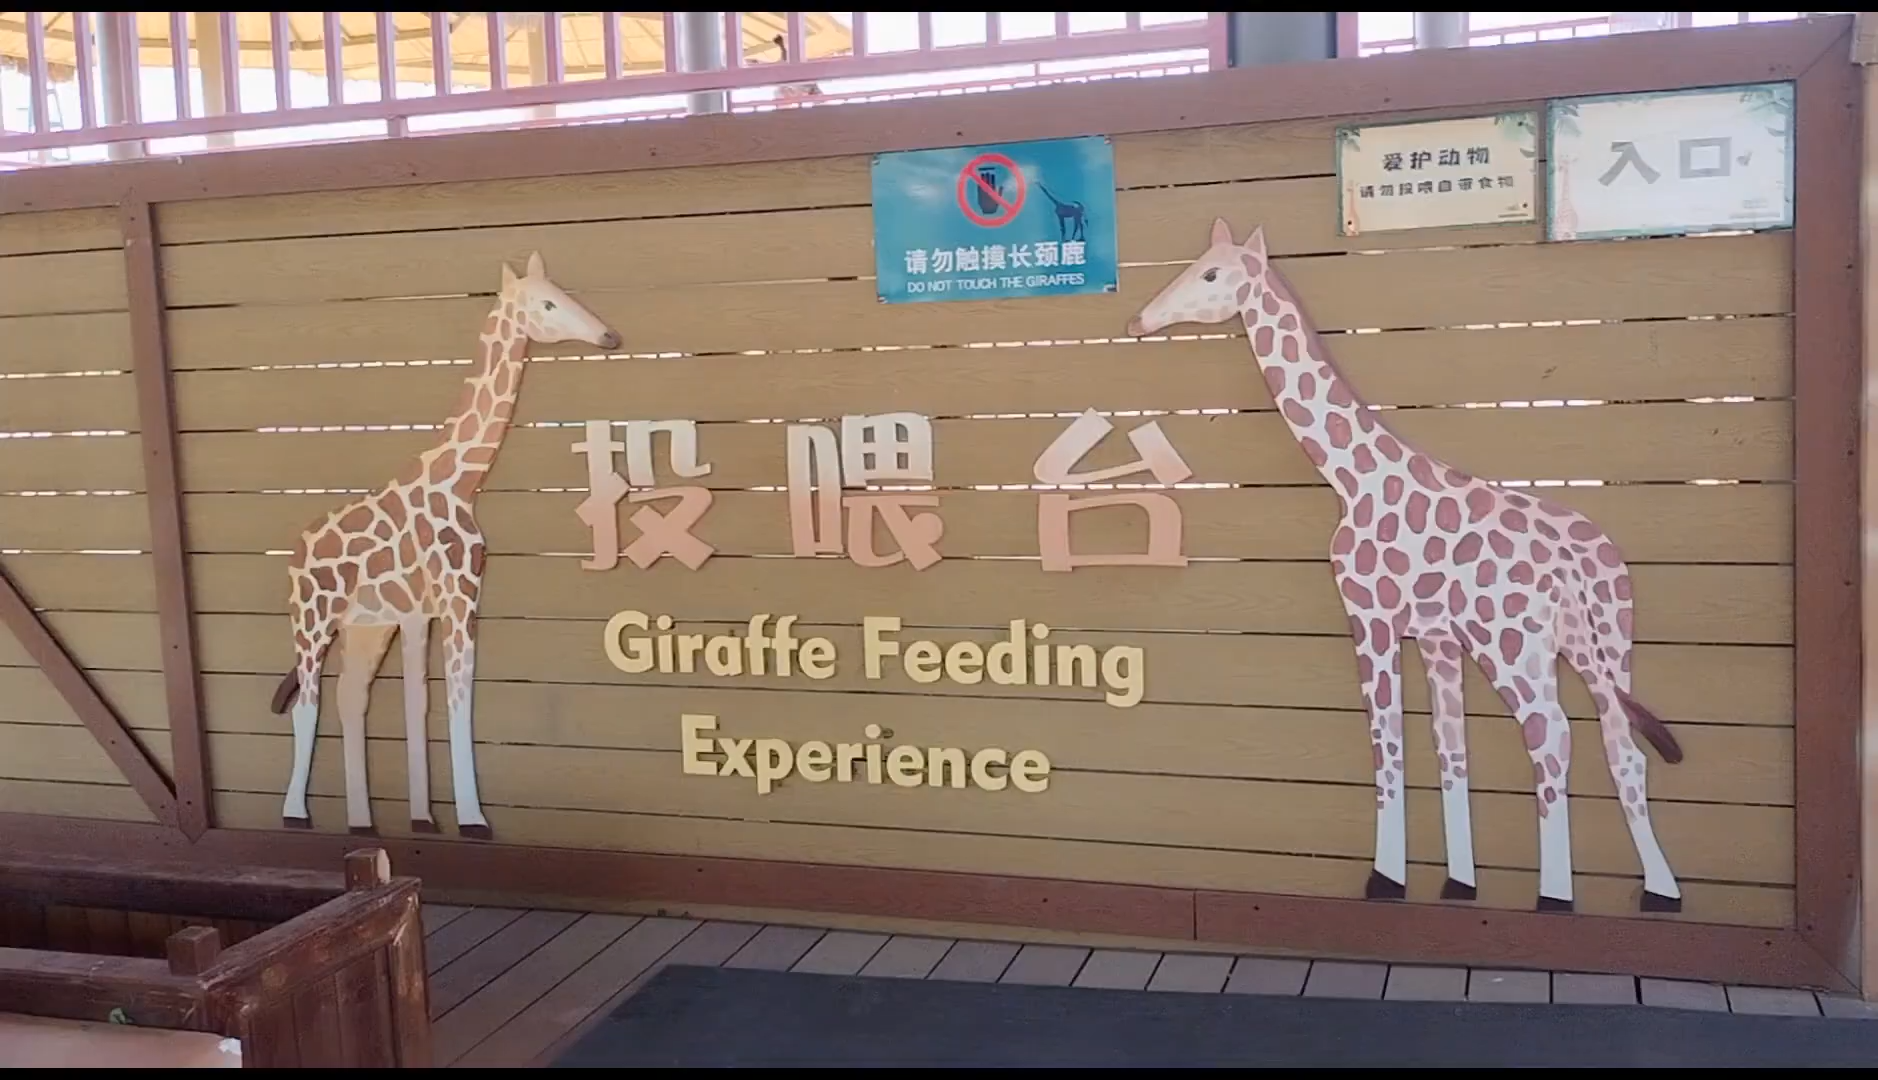 请勿触摸长颈鹿
DO NOT TOUCH THE GIRAFFES
爱护动物
请勿投喂自带食物
入口
投喂台
Giraffe Feeding
Experience